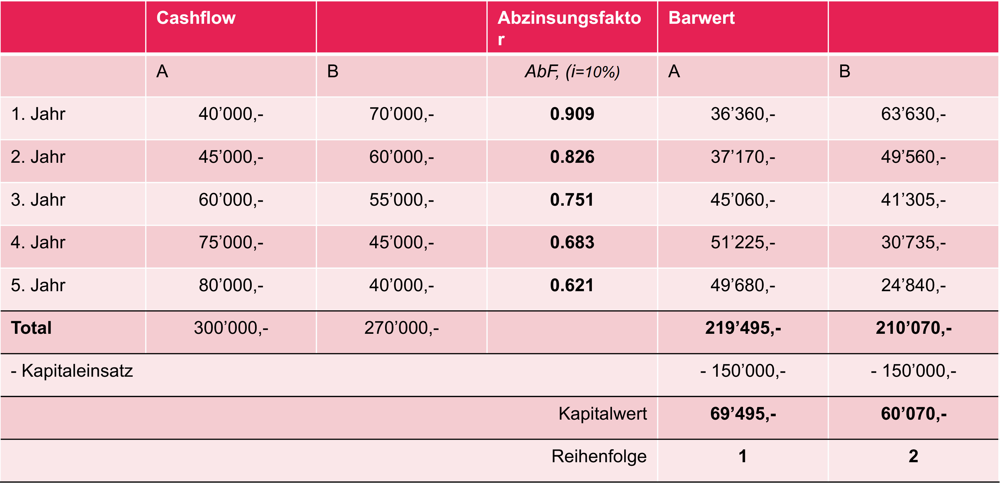 Cashflow Abzinsungsfakto Barwert
r
A B AbF, (i=10%) A B
1. Jahr 40’000,- 70’000,- 0.909 36’360,- 63’630,-
2. Jahr 45’000,- 60’000,- 0.826 37’170,- 49’560,-
3. Jahr 60’000,- 55’000,- 0.751 45’060,- 41’305,-
4. Jahr 75’000,- 45’000,- 0.683 51’225,- 30’735,-
5. Jahr 80’000,- 40’000,- 0.621 49’680,- 24’840,-
Total 300’000,- 270’000,- 219’495,- 210’070,-
- Kapitaleinsatz - 150’000,- - 150’000,-
Kapitalwert 69’495,- 60’070,-
Reihenfolge 1 2